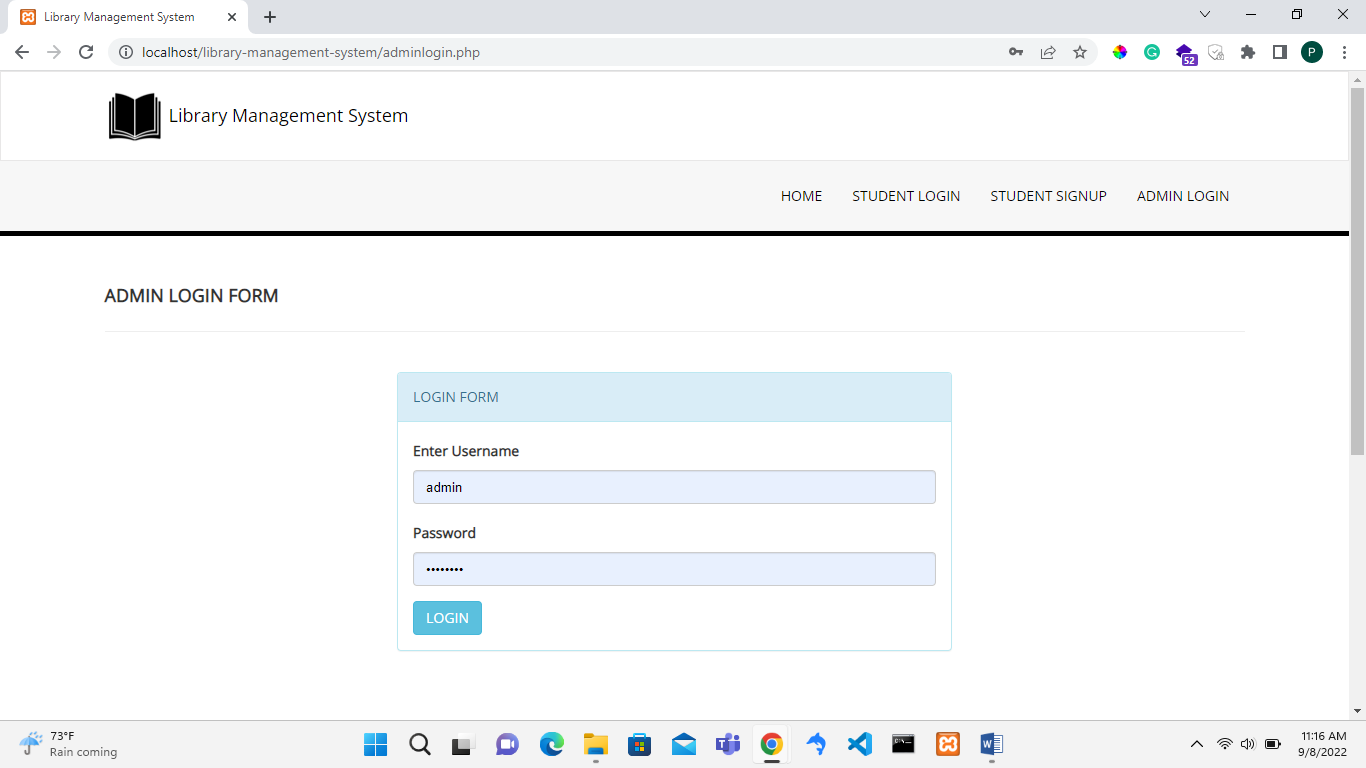 Library Management System
localhost/library-management-system/adminlogin.php
52
P
Library Management System
HOME STUDENT LOGIN STUDENT SIGNUP ADMIN LOGIN
ADMIN LOGIN FORM
LOGIN FORM
Enter Username
admin
Password
••••••••
LOGIN
73°F
Rain coming
11:16 AM
9/8/2022